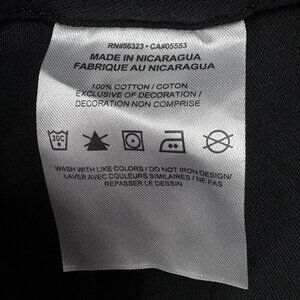 RN#56323 • CA#05553
MADE IN NICARAGUA
FABRIQUE AU NICARAGUA
100% COTTON / COTON
EXCLUSIVE OF DECORATION /
DECORATION NON COMPRISE
30C
WASH WITH LIKE COLORS / DO NOT IRON DESIGN /
LAVER AVEC COULEURS SIMILAIRES / NE PAS
REPASSER LE DESSIN